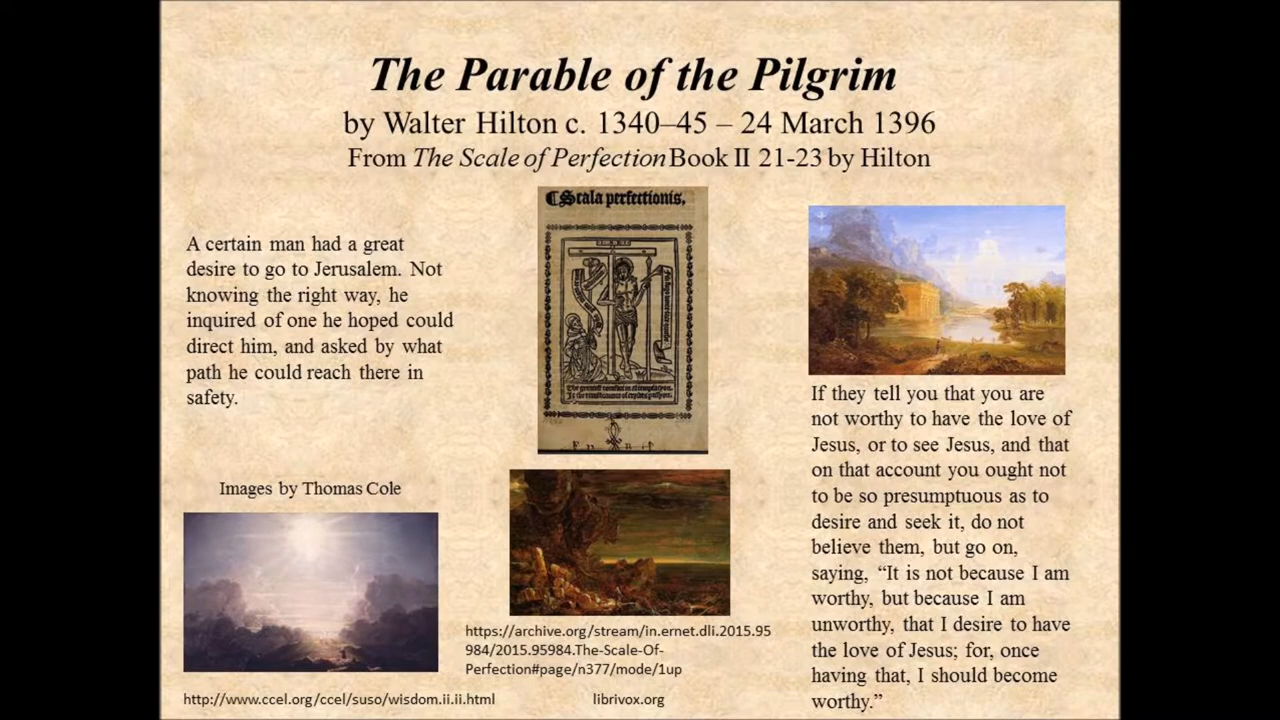 The Parable of the Pilgrim
by Walter Hilton c. 1340–45 – 24 March 1396
From The Scale of Perfection Book II 21-23 by Hilton
A certain man had a great
desire to go to Jerusalem. Not
knowing the right way, he
inquired of one he hoped could
direct him, and asked by what
path he could reach there in
safety.
Images by Thomas Cole
http://www.ccel.org/ccel/suso/wisdom.ii.ii.html
Scala perfectionis.
https://archive.org/stream/in.ernet.dli.2015.95
984/2015.95984.The-Scale-Of-
Perfection#page/n377/mode/1up
librivox.org
If they tell you that you are
not worthy to have the love of
Jesus, or to see Jesus, and that
on that account you ought not
to be so presumptuous as to
desire and seek it, do not
believe them, but go on,
saying, “It is not because I am
worthy, but because I am
unworthy, that I desire to have
the love of Jesus; for, once
having that, I should become
worthy.”